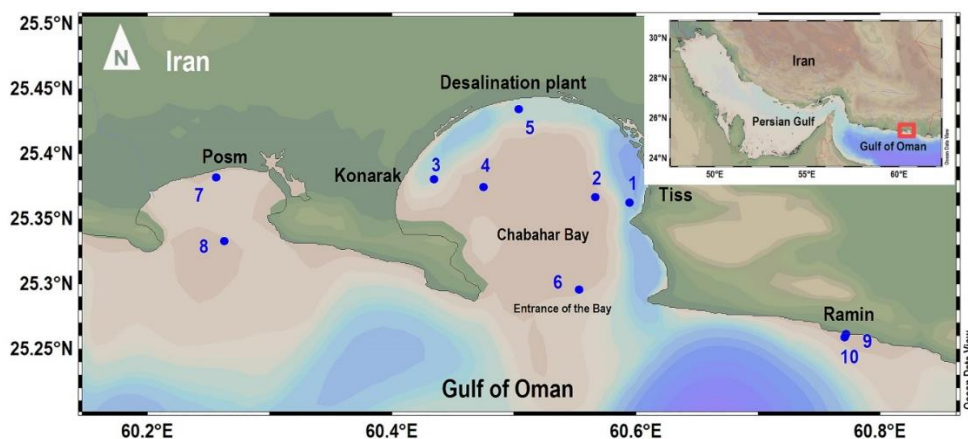 25.5°N
25.45°N
25.4°N
25.35°N
25.3°N
25.25°N
N
Iran
Desalination plant
5
Posm
7
8
Konarak
3
4
2
1
Tiss
Chabahar Bay
6
Entrance of the Bay
Ramin
9
10
Gulf of Oman
60.2°E
60.4°E
60.6°E
60.8°E
Ocean Data View
30°N
28°N
26°N
24°N
Iran
Persian Gulf
Gulf of Oman
50°E
55°E
60°E
Ocean Data View